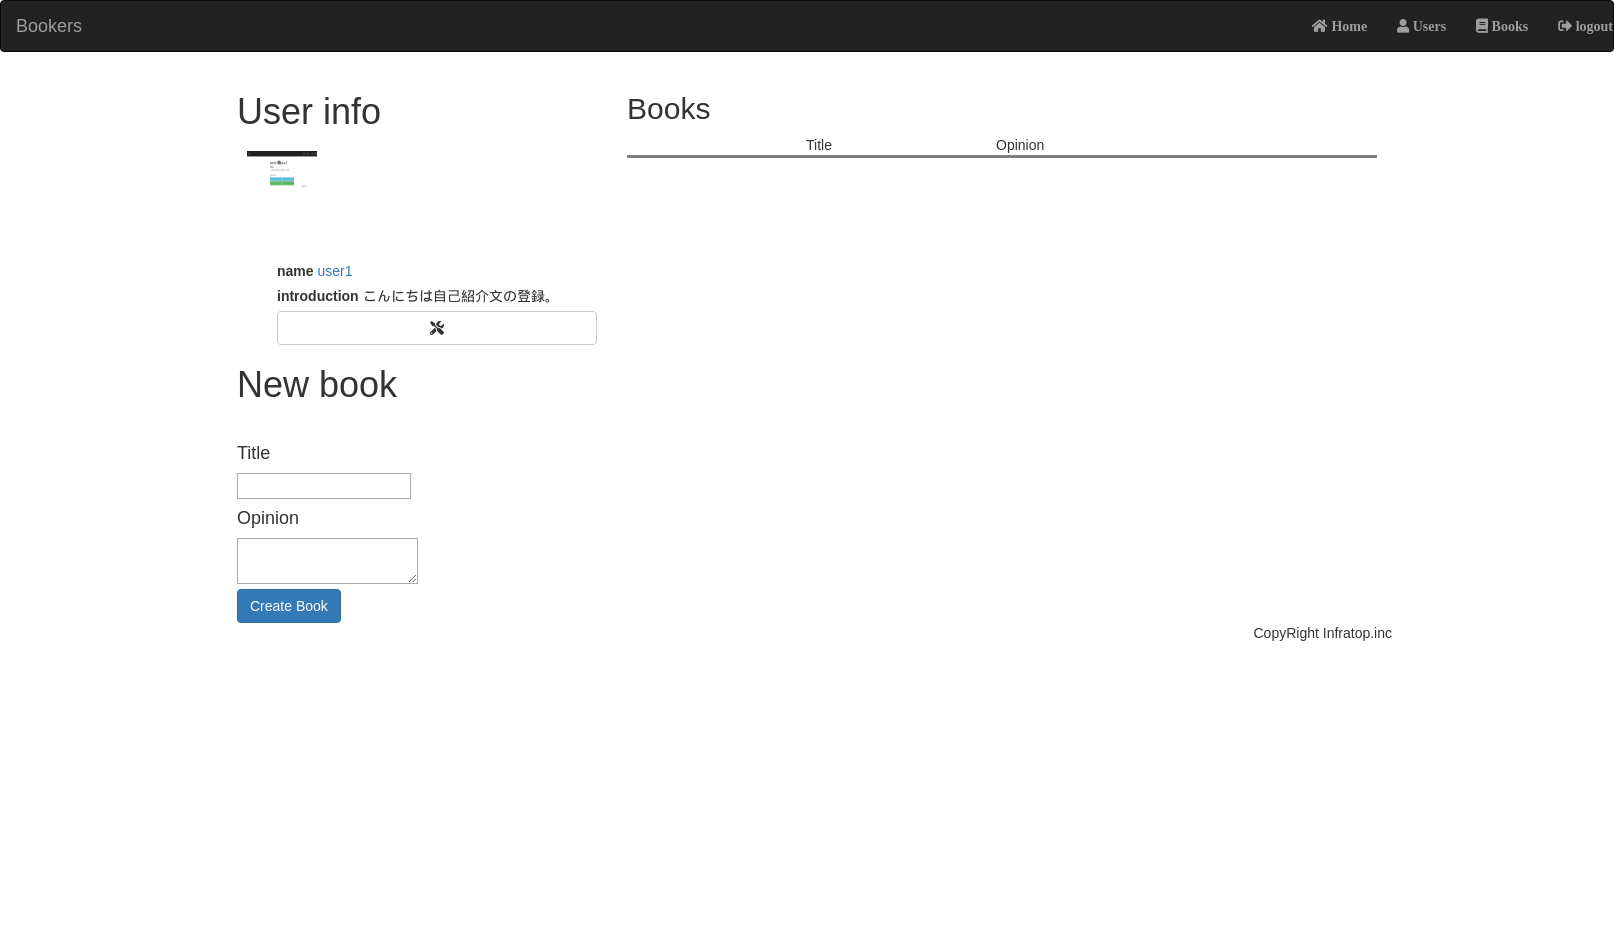 Bookers
Home Users Books logout
User info
name user1
introduction こんにちは自己紹介文の登録。
New book
Title
Opinion
Create Book
Books
Title Opinion
CopyRight Infratop.inc